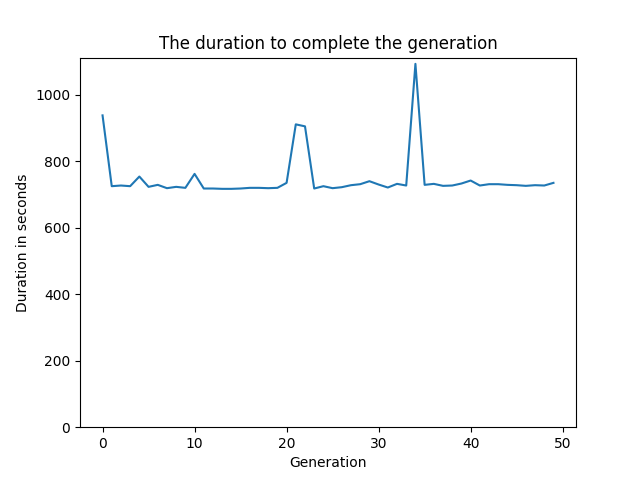 The duration to complete the generation
Duration in seconds
1000
800
600
400
200
0
0 10 20 30 40 50
Generation